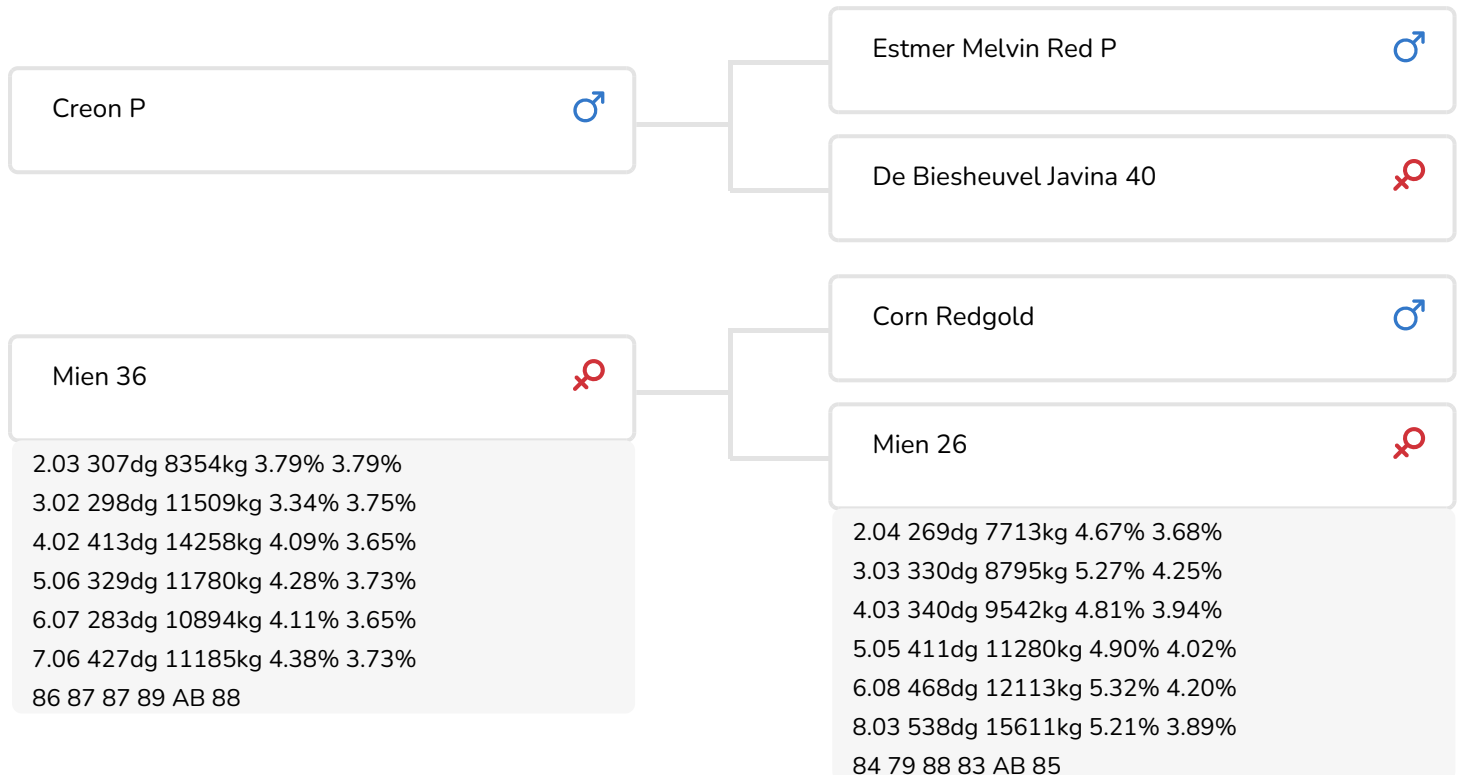 Creon P
Estmer Melvin Red P
De Biesheuvel Javina 40
Mien 36
2.03 307dg 8354kg 3.79% 3.79%
3.02 298dg 11509kg 3.34% 3.75%
4.02 413dg 14258kg 4.09% 3.65%
5.06 329dg 11780kg 4.28% 3.73%
6.07 283dg 10894kg 4.11% 3.65%
7.06 427dg 11185kg 4.38% 3.73%
86 87 87 89 AB 88
Corn Redgold
Mien 26
2.04 269dg 7713kg 4.67% 3.68%
3.03 330dg 8795kg 5.27% 4.25%
4.03 340dg 9542kg 4.81% 3.94%
5.05 411dg 11280kg 4.90% 4.02%
6.08 468dg 12113kg 5.32% 4.20%
8.03 538dg 15611kg 5.21% 3.89%
84 79 88 83 AB 85